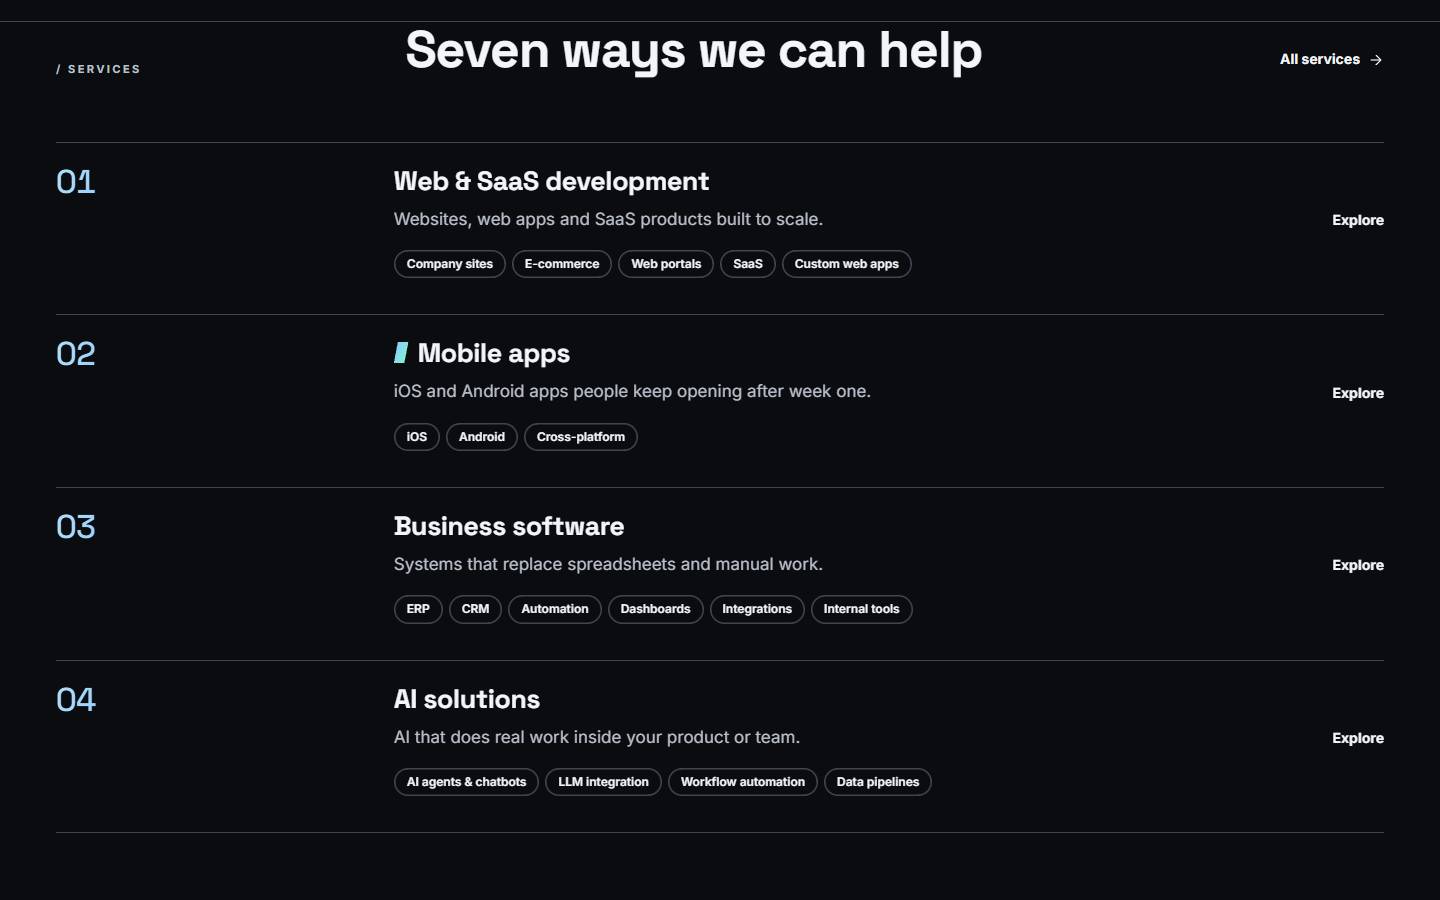 / SERVICES
Seven ways we can help
All services →
01
Web & SaaS development
Websites, web apps and SaaS products built to scale.
Explore
Company sites E-commerce Web portals SaaS Custom web apps
02
Mobile apps
iOS and Android apps people keep opening after week one.
Explore
iOS Android Cross-platform
03
Business software
Systems that replace spreadsheets and manual work.
Explore
ERP CRM Automation Dashboards Integrations Internal tools
04
AI solutions
AI that does real work inside your product or team.
Explore
AI agents & chatbots LLM integration Workflow automation Data pipelines